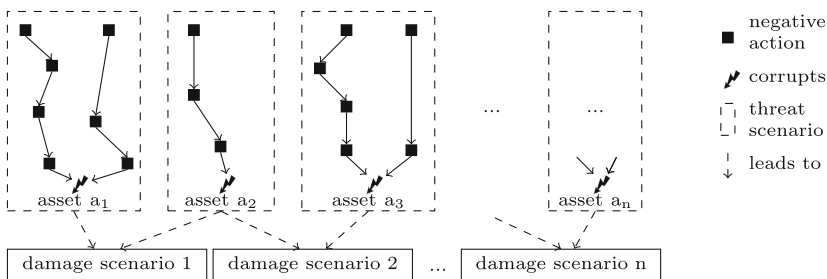 negative
action
corrupts
threat
scenario
leads to
... ...
asset a₁ asset a₂ asset a₃ asset aₙ
damage scenario 1 damage scenario 2 ... damage scenario n